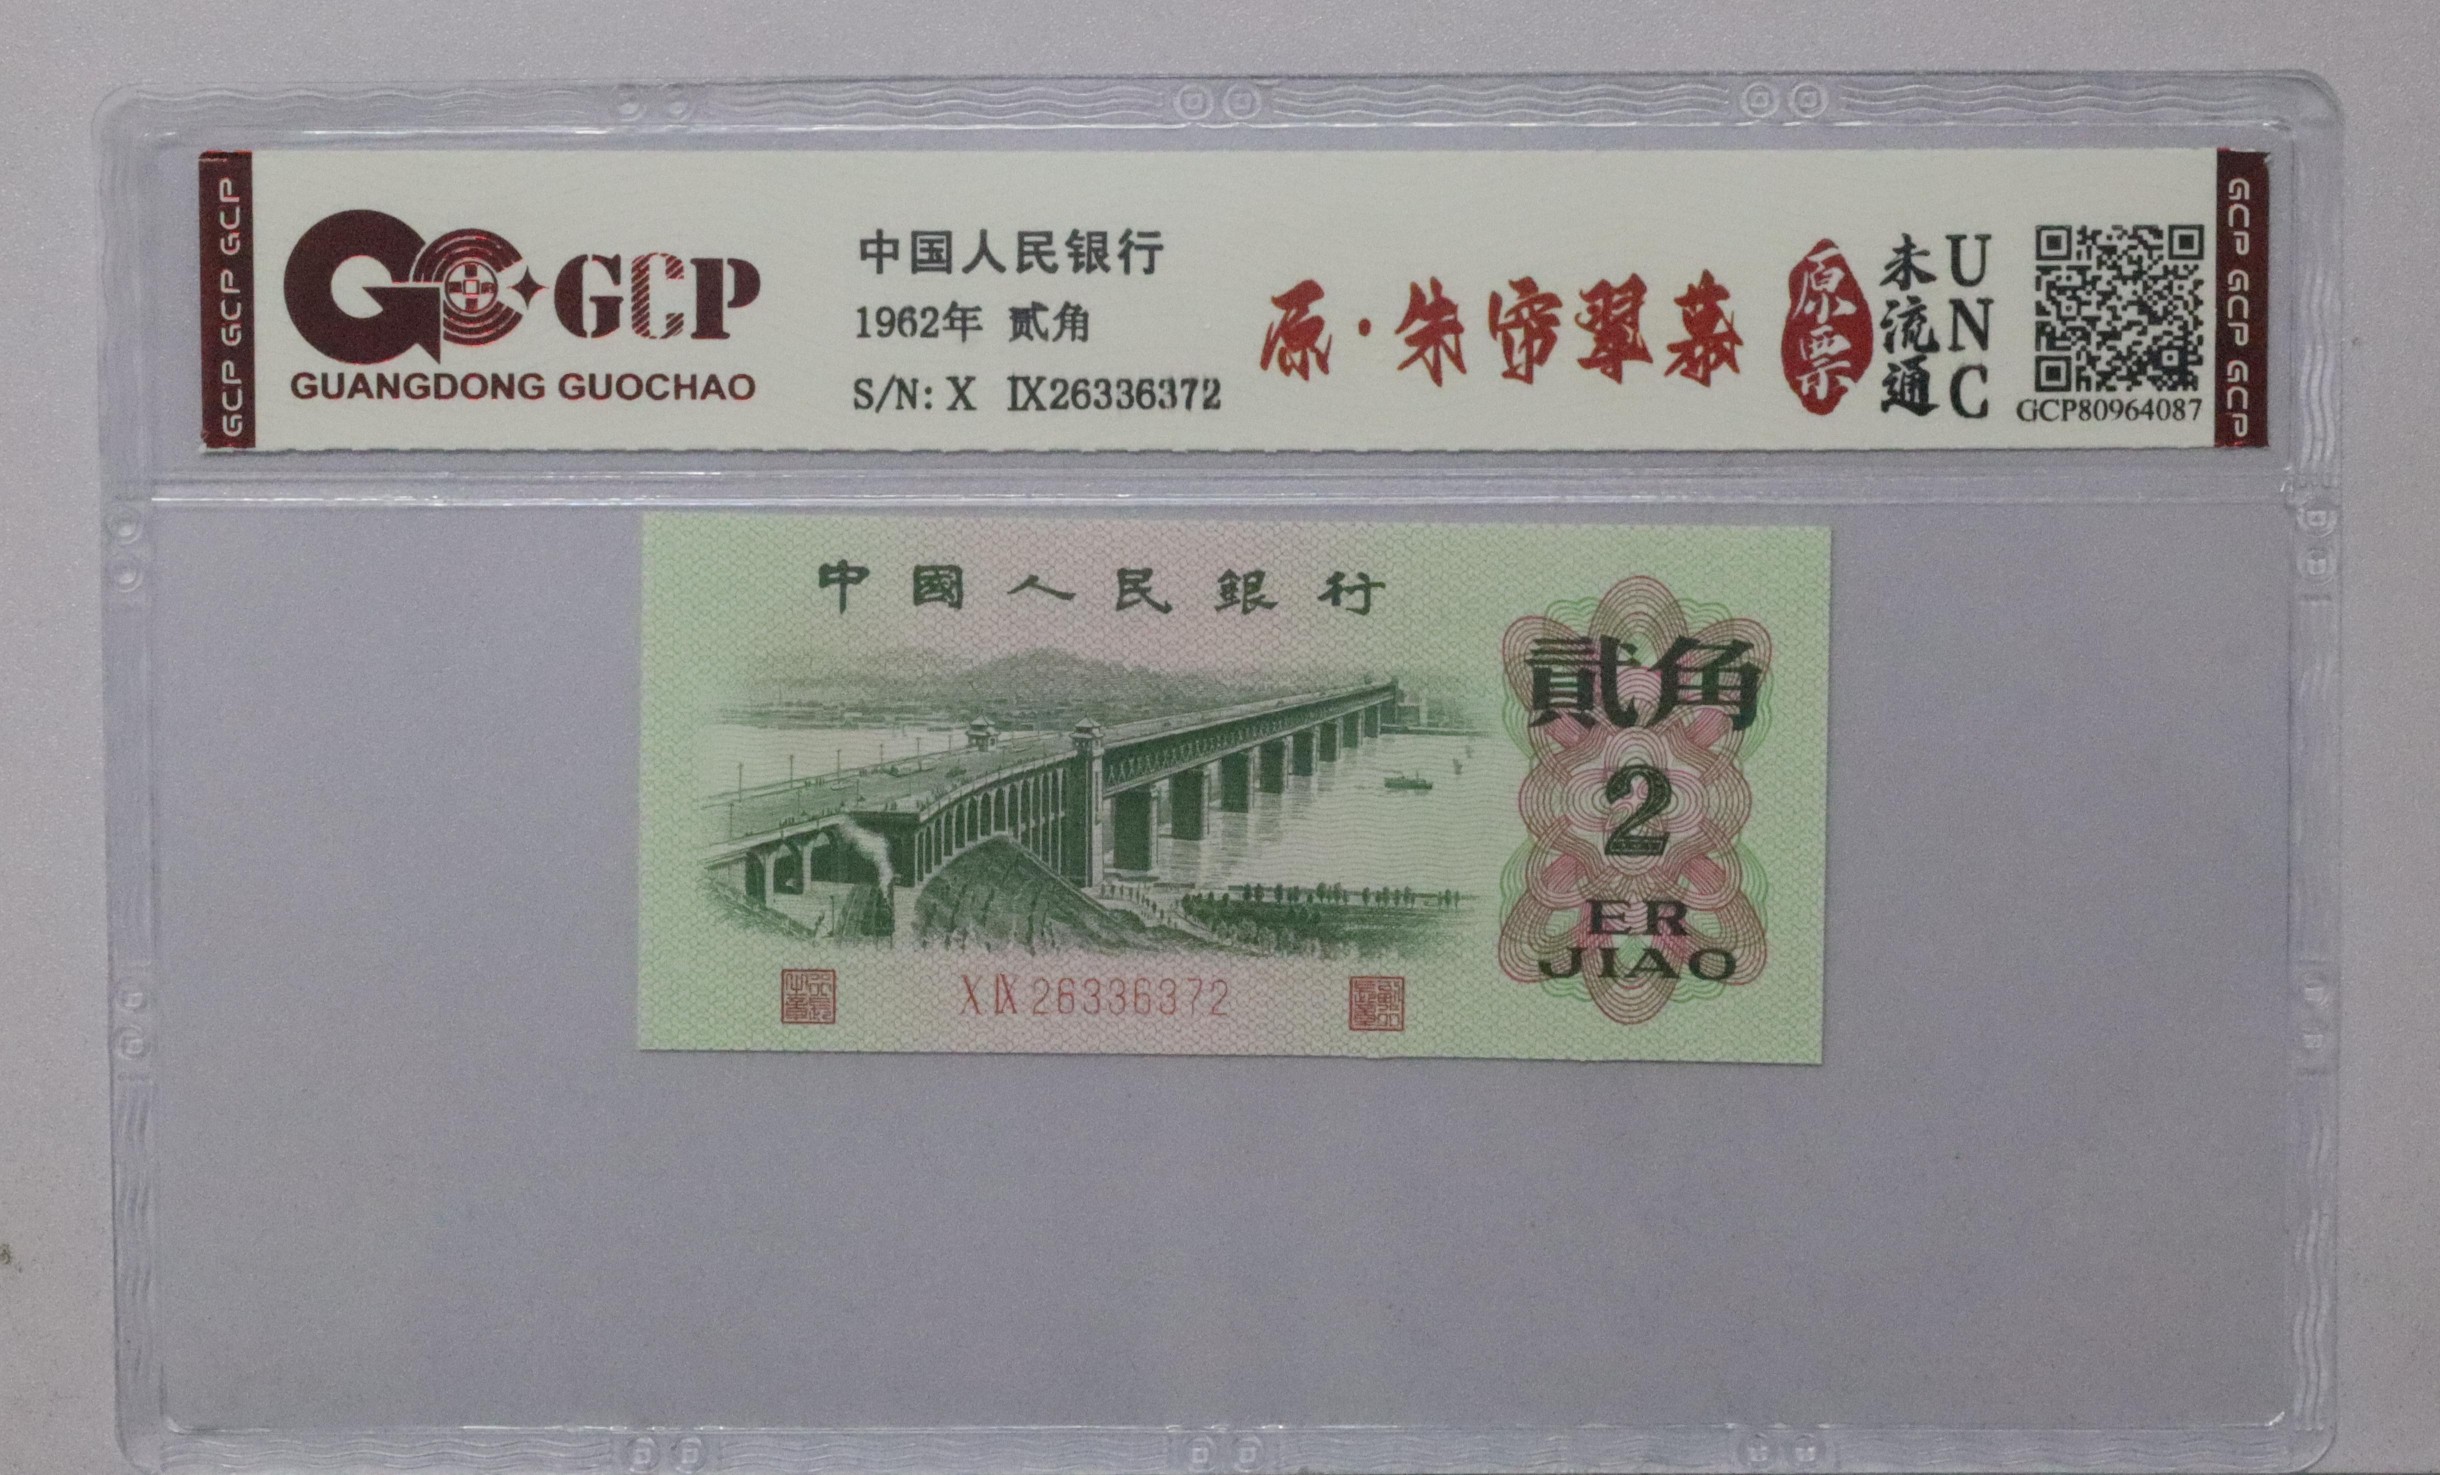 GCP GCP GCP
GCP
GUANGDONG GUOCHAO
中国人民银行
1962年 贰角
S/N: X IX26336372
原·朱帘翠幕
原票
未流通
UNC
GCP80964087
GCP GCP GCP
中國人民銀行
貳角
2
ER
JIAO
X IX 26336372